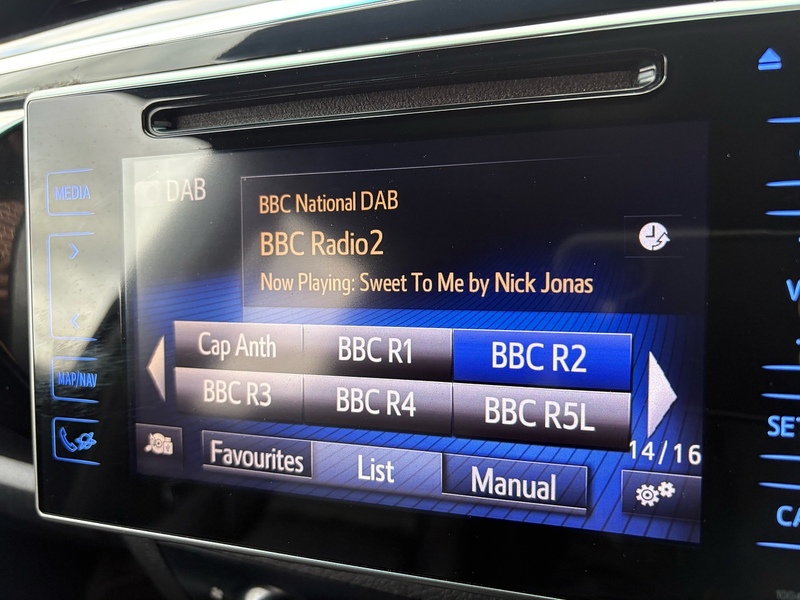 MEDIA
DAB
BBC National DAB
BBC Radio2
Now Playing: Sweet To Me by Nick Jonas
Cap Anth
BBC R1
BBC R2
BBC R3
BBC R4
BBC R5L
MAP/NAV
Favourites
List
Manual
14/16
V
SET
CA